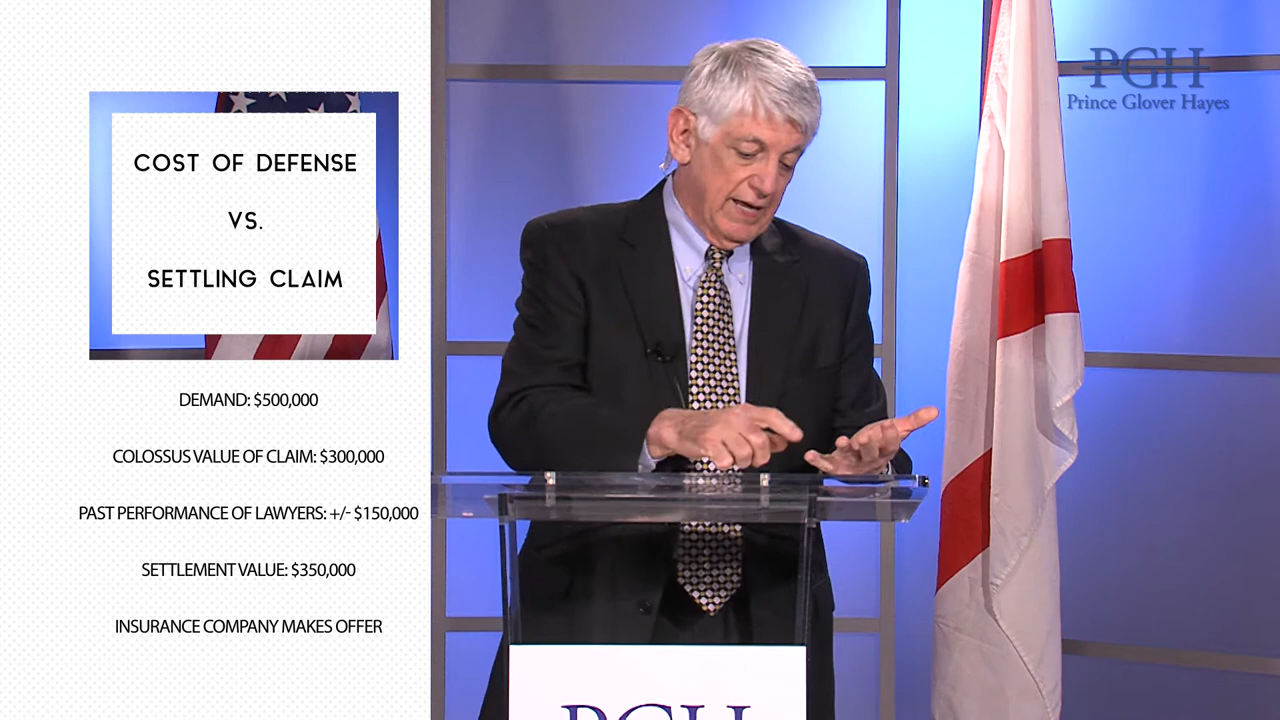 COST OF DEFENSE
VS.
SETTLING CLAIM
DEMAND: $500,000
COLOSSUS VALUE OF CLAIM: $300,000
PAST PERFORMANCE OF LAWYERS: +/- $150,000
SETTLEMENT VALUE: $350,000
INSURANCE COMPANY MAKES OFFER
PGH
Prince Glover Hayes
PGH